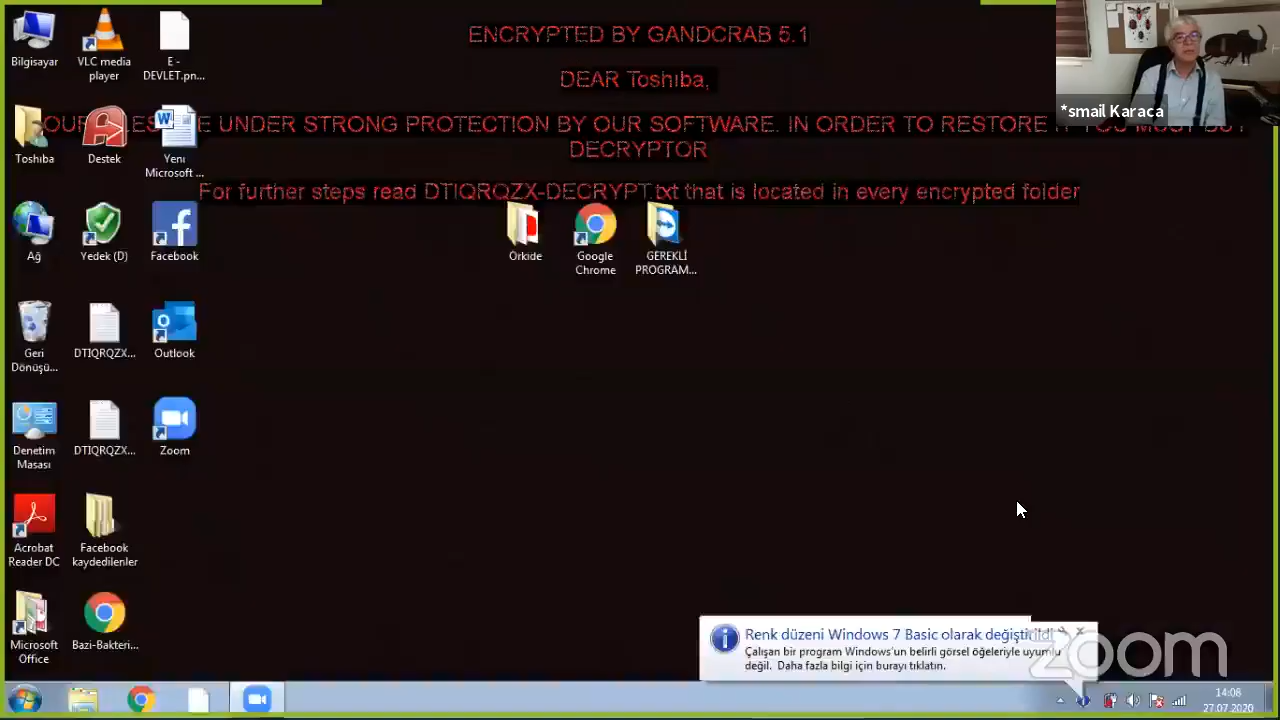 ENCRYPTED BY GANDCRAB 5.1
DEAR Toshıba,
UNDER STRONG PROTECTION BY OUR SOFTWARE. IN ORDER TO RESTORE
DECRYPTOR
For further steps read DTIQRQZX-DECRYPT.txt that is located in every encrypted folder
*smail Karaca
Bilgisayar
VLC media player
E - DEVLET.pn...
Toshıba
Destek
Yeni Microsoft ...
Ağ
Yedek (D)
Facebook
Orkide
Google Chrome
GEREKLİ PROGRAM...
Geri Dönüşü...
DTIQRQZX...
Outlook
Denetim Masası
DTIQRQZX...
Zoom
Acrobat Reader DC
Facebook kaydedilenler
Microsoft Office
Bazi-Bakteri...
Renk düzeni Windows 7 Basic olarak değiştirildi
Çalışan bir program Windows'un belirli görsel öğeleriyle uyumlu
değil. Daha fazla bilgi için burayı tıklatın.
zoom
14:08
27.07.2020